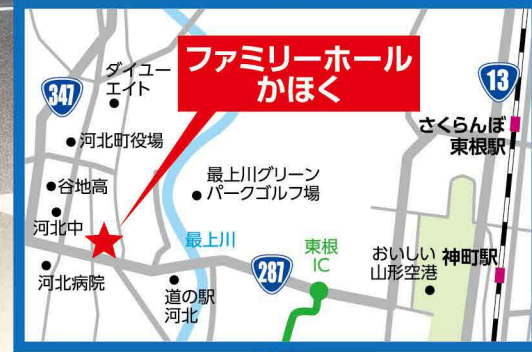 ファミリーホール
かほく
ダイユー
エイト
347
13
河北町役場
さくらんぼ
東根駅
谷地高
最上川グリーン
パークゴルフ場
河北中
最上川
東根
IC
おいしい
山形空港
神町駅
河北病院
287
道の駅
河北